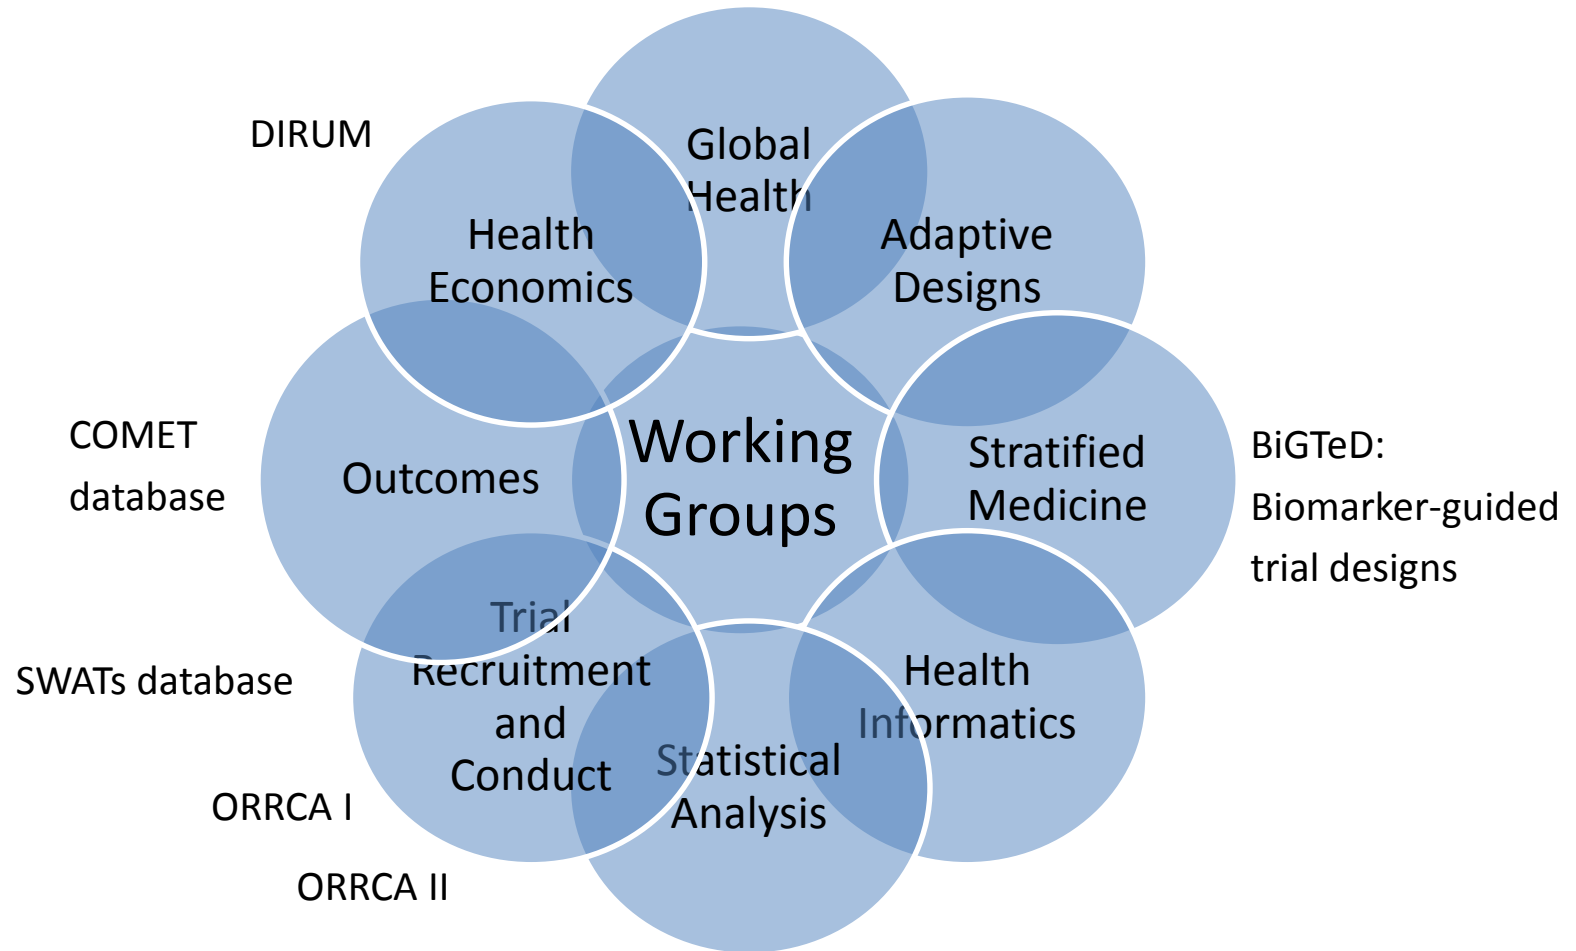 DIRUM
Global
Health
Health
Economics
Adaptive
Designs
COMET
database
Outcomes
Working
Groups
Stratified
Medicine
BiGTeD:
Biomarker-guided
trial designs
SWATs database
Trial
Recruitment
and
Conduct
Health
Informatics
Statistical
Analysis
ORRCA I
ORRCA II